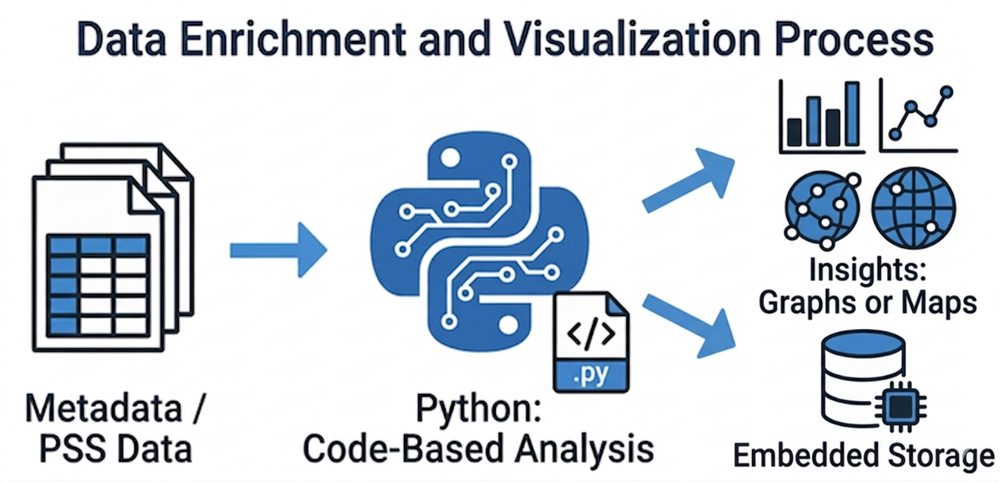 Data Enrichment and Visualization Process
Metadata /
PSS Data
</>
.py
Python:
Code-Based Analysis
Insights:
Graphs or Maps
Embedded Storage